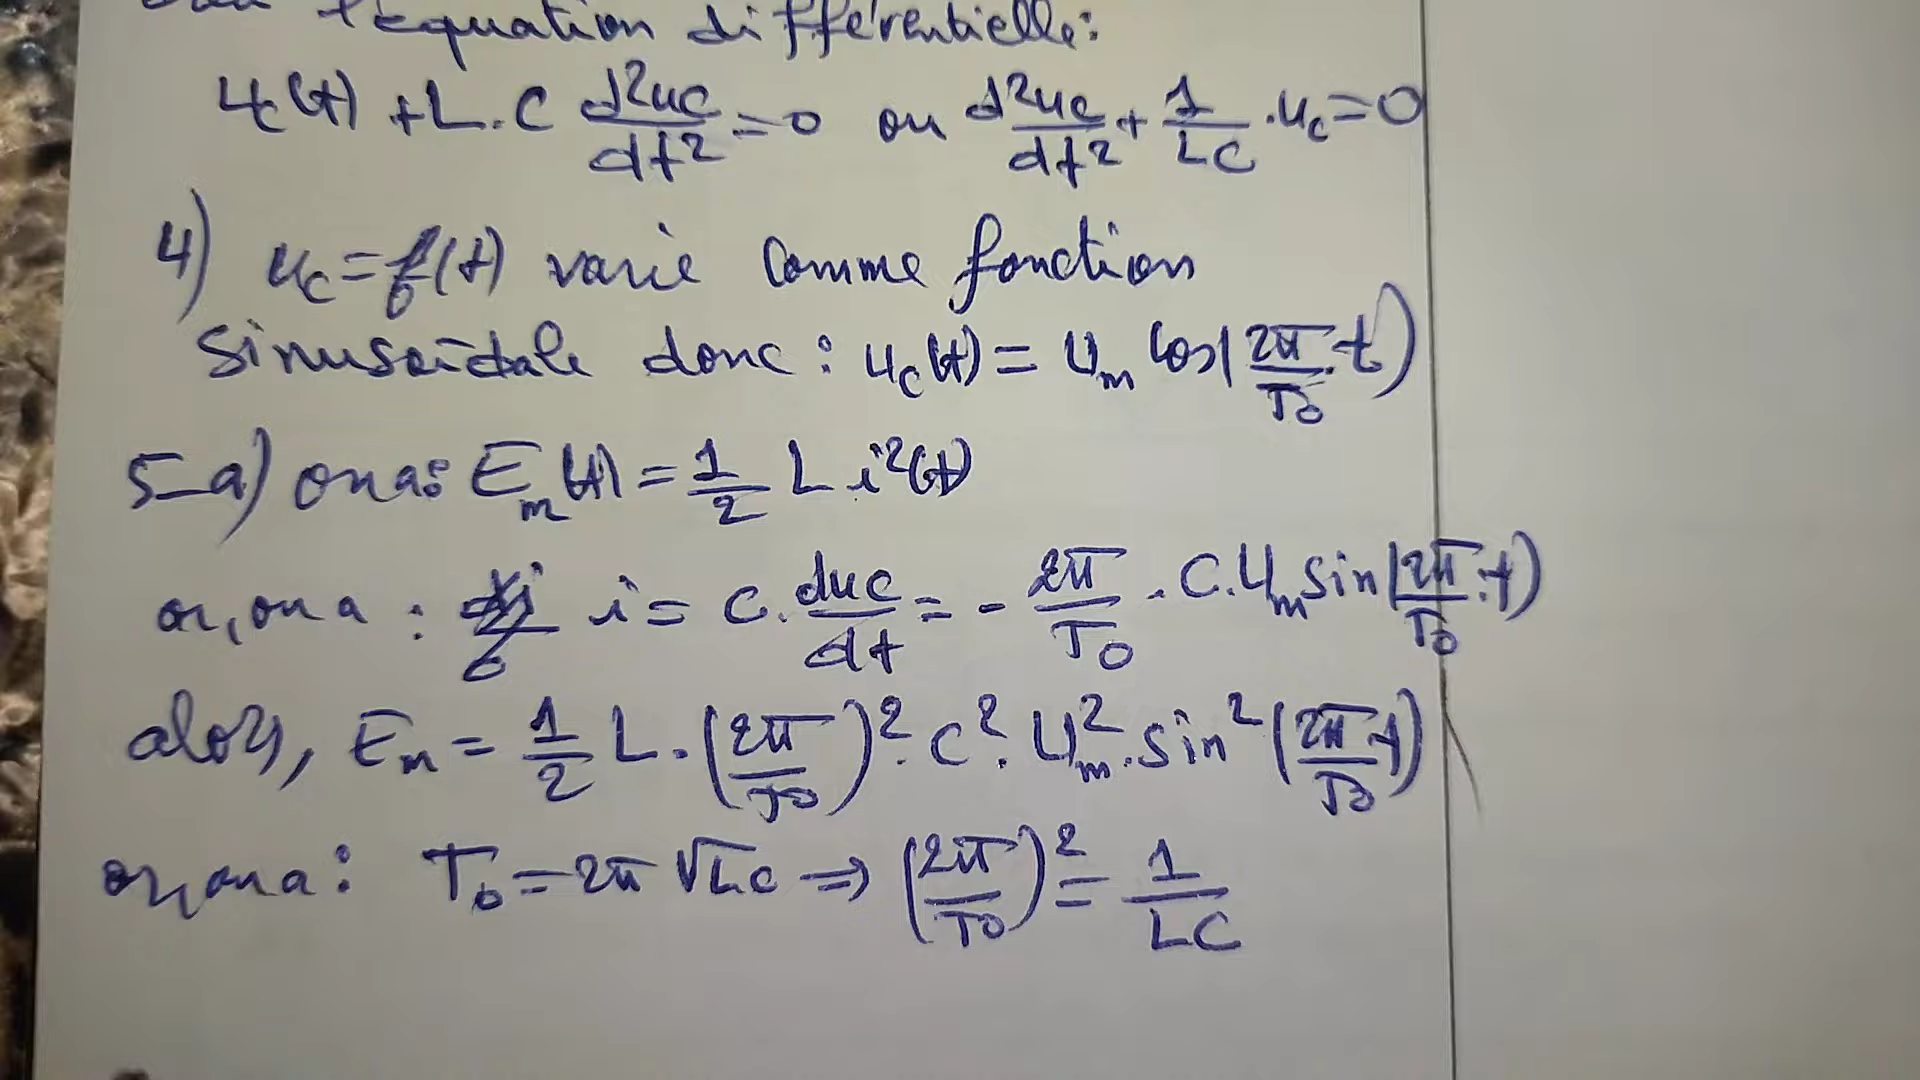 l'équation différentielle:
uc(t) + L.C d²uc/dt² = 0 ou d²uc/dt² + 1/LC . uc = 0
4) uc = f(t) varie comme fonction
sinusoïdale donc : uc(t) = Um cos(2π/T0 . t)
5-a) on a: Em(t) = 1/2 L i²(t)
or, on a : i = C. duc/dt = - 2π/T0 . C. Um sin(2π/T0 . t)
alors, Em = 1/2 L. (2π/T0)². C². Um². sin²(2π/T0 t)
or, on a : T0 = 2π √LC ⇒ (2π/T0)² = 1/LC